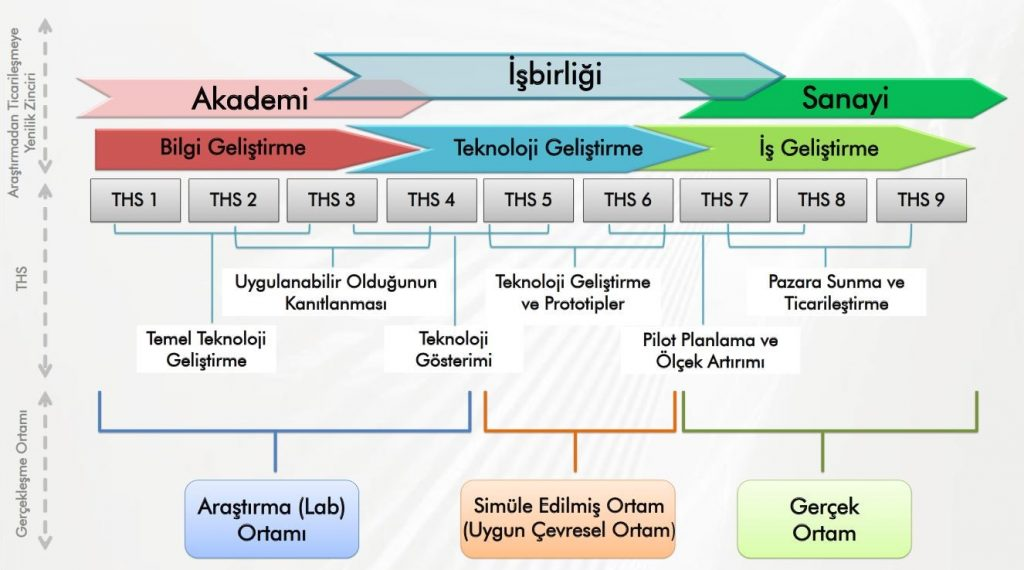 Araştırmadan Ticarileşmeye
Yenilik Zinciri
Akademi
İşbirliği
Sanayi
Bilgi Geliştirme
Teknoloji Geliştirme
İş Geliştirme
THS
THS 1
THS 2
THS 3
THS 4
THS 5
THS 6
THS 7
THS 8
THS 9
Uygulanabilir Olduğunun
Kanıtlanması
Teknoloji Geliştirme
ve Prototipler
Pazara Sunma ve
Ticarileştirme
Temel Teknoloji
Geliştirme
Teknoloji
Gösterimi
Pilot Planlama ve
Ölçek Artırımı
Gerçekleşme Ortamı
Araştırma (Lab)
Ortamı
Simüle Edilmiş Ortam
(Uygun Çevresel Ortam)
Gerçek
Ortam